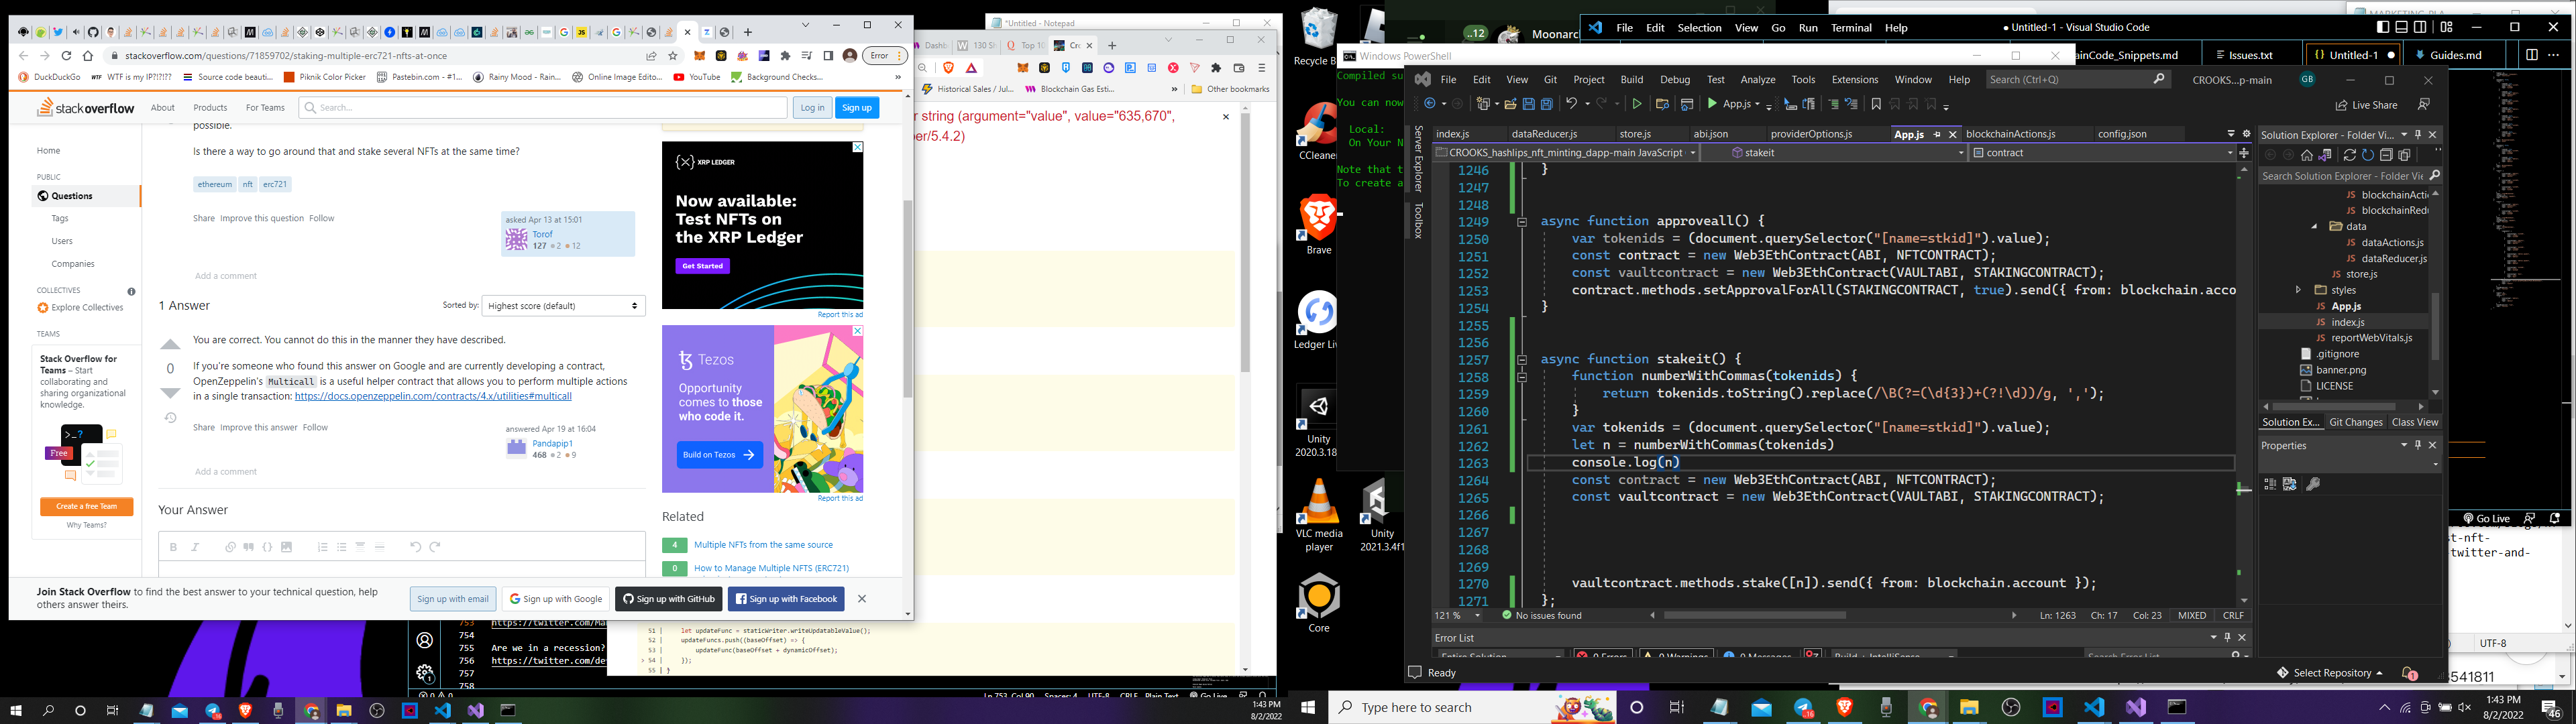 stackoverflow.com/questions/71859702/staking-multiple-erc721-nfts-at-once
Error
DuckDuckGo
WTF is my IP?!?!??
Source code beauti...
Piknik Color Picker
Pastebin.com - #1...
Rainy Mood - Rain...
Online Image Edito...
YouTube
Background Checks...
stackoverflow
About
Products
For Teams
Search...
Log in
Sign up
Home
PUBLIC
Questions
Tags
Users
Companies
COLLECTIVES
Explore Collectives
TEAMS
Stack Overflow for
Teams – Start
collaborating and
sharing organizational
knowledge.
Free
Create a free Team
Why Teams?
possible.
Is there a way to go around that and stake several NFTs at the same time?
ethereum nft erc721
Share Improve this question Follow
asked Apr 13 at 15:01
Torof
127 2 12
Add a comment
1 Answer
Sorted by: Highest score (default)
You are correct. You cannot do this in the manner they have described.
0
If you're someone who found this answer on Google and are currently developing a contract,
OpenZeppelin's Multicall is a useful helper contract that allows you to perform multiple actions
in a single transaction: https://docs.openzeppelin.com/contracts/4.x/utilities#multicall
Share Improve this answer Follow
answered Apr 19 at 16:04
Pandapip1
468 2 9
Add a comment
Your Answer
XRP LEDGER
Now available:
Test NFTs on
the XRP Ledger
Get Started
Report this ad
Tezos
Opportunity
comes to those
who code it.
Build on Tezos
Report this ad
Related
4 Multiple NFTs from the same source
0 How to Manage Multiple NFTS (ERC721)
Join Stack Overflow to find the best answer to your technical question, help
others answer theirs.
Sign up with email
Sign up with Google
Sign up with GitHub
Sign up with Facebook
753
754
755 Are we in a recession?
756
757
758
*Untitled - Notepad
Dashb
130 S
Top 10
Historical Sales / Jul...
Blockchain Gas Esti...
Other bookmarks
r string (argument="value", value="635,670",
per/5.4.2)
51 | let updateFunc = staticWriter.writeUpdatableValue();
52 | updateFuncs.push((baseOffset) => {
53 | updateFunc(baseOffset + dynamicOffset);
> 54 | });
55 | }
Ln 753, Col 90 Spaces: 4 UTF-8 CRLF Plain Text Go Live
1:43 PM
8/2/2022
Recycle B
CCleaner
Brave
Ledger Liv
Unity
2020.3.18
VLC media
player
Unity
2021.3.4f1
Core
..12
Moonarch
Windows PowerShell
Compiled su
You can now
Local:
On Your N
Note that t
To create a
File Edit Selection View Go Run Terminal Help
● Untitled-1 - Visual Studio Code
ainCode_Snippets.md
Issues.txt
Untitled-1
Guides.md
File Edit View Git Project Build Debug Test Analyze Tools Extensions Window Help
Search (Ctrl+Q)
CROOKS...p-main
GB
App.js
Live Share
Server Explorer
Toolbox
index.js
dataReducer.js
store.js
abi.json
providerOptions.js
App.js
blockchainActions.js
config.json
CROOKS_hashlips_nft_minting_dapp-main JavaScript
stakeit
contract
1246 }
1247
1248
1249 async function approveall() {
1250 var tokenids = (document.querySelector("[name=stkid]").value);
1251 const contract = new Web3EthContract(ABI, NFTCONTRACT);
1252 const vaultcontract = new Web3EthContract(VAULTABI, STAKINGCONTRACT);
1253 contract.methods.setApprovalForAll(STAKINGCONTRACT, true).send({ from: blockchain.acco
1254 }
1255
1256
1257 async function stakeit() {
1258 function numberWithCommas(tokenids) {
1259 return tokenids.toString().replace(/\B(?=(\d{3})+(?!\d))/g, ',');
1260 }
1261 var tokenids = (document.querySelector("[name=stkid]").value);
1262 let n = numberWithCommas(tokenids)
1263 console.log(n)
1264 const contract = new Web3EthContract(ABI, NFTCONTRACT);
1265 const vaultcontract = new Web3EthContract(VAULTABI, STAKINGCONTRACT);
1266
1267
1268
1269
1270 vaultcontract.methods.stake([n]).send({ from: blockchain.account });
1271 };
121 %
No issues found
Ln: 1263 Ch: 17 Col: 23 MIXED CRLF
Error List
Ready
Select Repository
Solution Explorer - Folder Vi...
Search Solution Explorer - Folder Vie
blockchainActi
blockchainRedu
data
dataActions.js
dataReducer.js
store.js
styles
App.js
index.js
reportWebVitals.js
.gitignore
banner.png
LICENSE
Solution Ex...
Git Changes
Class View
Properties
Go Live
st-nft-
twitter-and-
UTF-8
541811
Type here to search
1:43 PM
8/2/2022
46